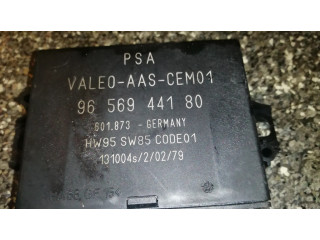 PSA
VALEO-AAS-CEM01
96 569 441 80
601.873 - GERMANY
HW95 SW85 CODE01
131004s/2/02/79